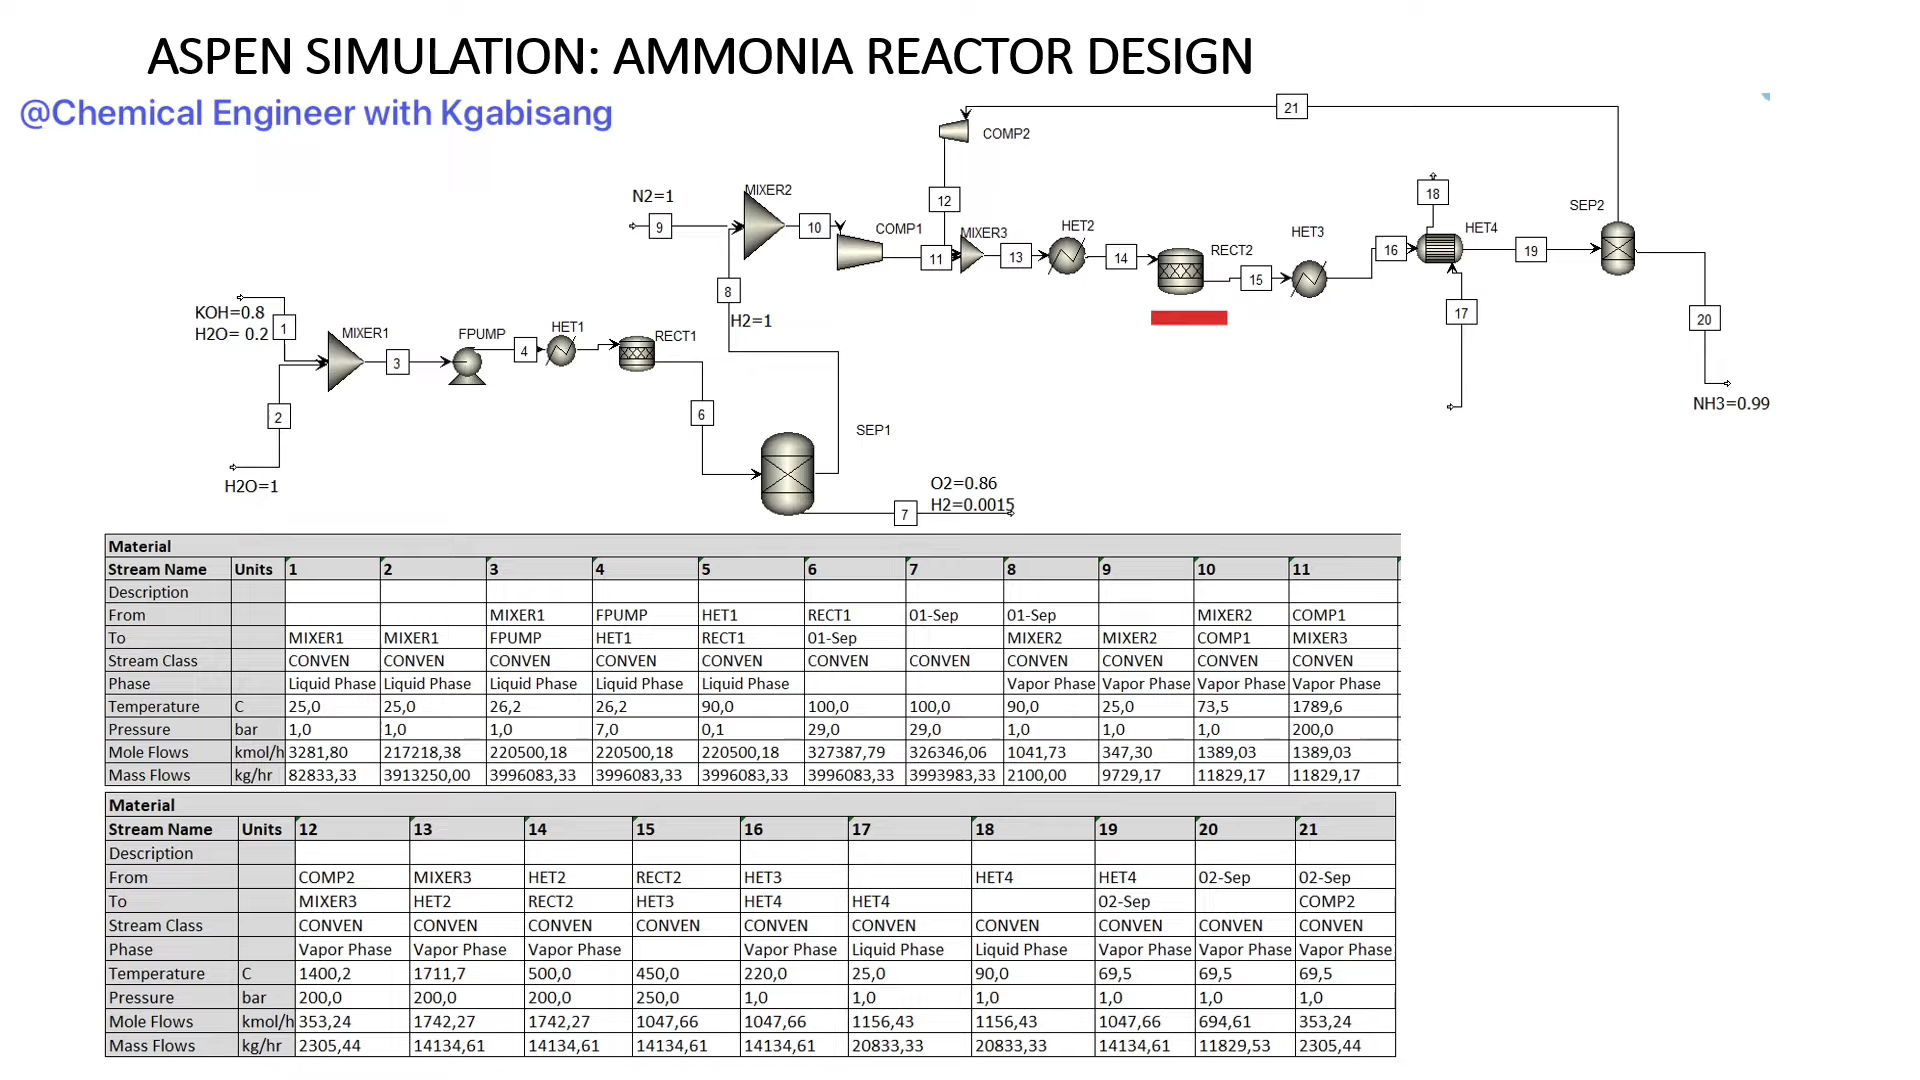 ASPEN SIMULATION: AMMONIA REACTOR DESIGN
@Chemical Engineer with Kgabisang
21
COMP2
N2=1
MIXER2
12
18
SEP2
9
10
COMP1
MIXER3
HET2
HET3
HET4
11
13
14
RECT2
15
16
19
8
H2=1
17
20
NH3=0.99
KOH=0.8
H2O= 0.2
1
MIXER1
3
FPUMP
4
HET1
RECT1
2
H2O=1
6
SEP1
O2=0.86
H2=0.0015
7
Material
Stream Name Units 1 2 3 4 5 6 7 8 9 10 11
Description
From MIXER1 FPUMP HET1 RECT1 01-Sep 01-Sep MIXER2 COMP1
To MIXER1 MIXER1 FPUMP HET1 RECT1 01-Sep MIXER2 MIXER2 COMP1 MIXER3
Stream Class CONVEN CONVEN CONVEN CONVEN CONVEN CONVEN CONVEN CONVEN CONVEN CONVEN CONVEN
Phase Liquid Phase Liquid Phase Liquid Phase Liquid Phase Liquid Phase Vapor Phase Vapor Phase Vapor Phase Vapor Phase
Temperature C 25,0 25,0 26,2 26,2 90,0 100,0 100,0 90,0 25,0 73,5 1789,6
Pressure bar 1,0 1,0 1,0 7,0 0,1 29,0 29,0 1,0 1,0 1,0 200,0
Mole Flows kmol/h 3281,80 217218,38 220500,18 220500,18 220500,18 327387,79 326346,06 1041,73 347,30 1389,03 1389,03
Mass Flows kg/hr 82833,33 3913250,00 3996083,33 3996083,33 3996083,33 3996083,33 3993983,33 2100,00 9729,17 11829,17 11829,17
Material
Stream Name Units 12 13 14 15 16 17 18 19 20 21
Description
From COMP2 MIXER3 HET2 RECT2 HET3 HET4 HET4 02-Sep 02-Sep
To MIXER3 HET2 RECT2 HET3 HET4 HET4 02-Sep COMP2
Stream Class CONVEN CONVEN CONVEN CONVEN CONVEN CONVEN CONVEN CONVEN CONVEN CONVEN
Phase Vapor Phase Vapor Phase Vapor Phase Vapor Phase Liquid Phase Liquid Phase Vapor Phase Vapor Phase Vapor Phase
Temperature C 1400,2 1711,7 500,0 450,0 220,0 25,0 90,0 69,5 69,5 69,5
Pressure bar 200,0 200,0 200,0 250,0 1,0 1,0 1,0 1,0 1,0 1,0
Mole Flows kmol/h 353,24 1742,27 1742,27 1047,66 1047,66 1156,43 1156,43 1047,66 694,61 353,24
Mass Flows kg/hr 2305,44 14134,61 14134,61 14134,61 14134,61 20833,33 20833,33 14134,61 11829,53 2305,44